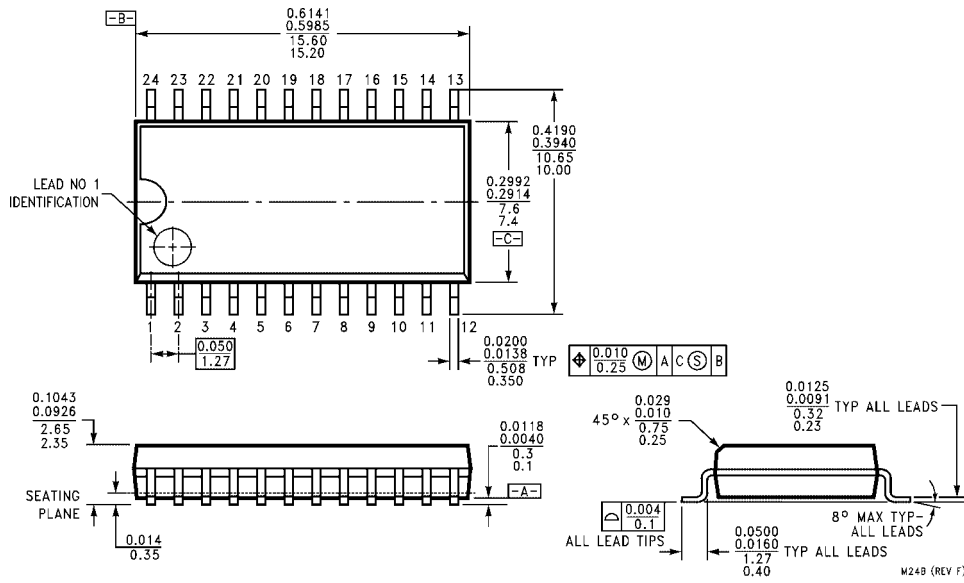 -B-
0.6141
0.5985
15.60
15.20
24 23 22 21 20 19 18 17 16 15 14 13
0.4190
0.3940
10.65
10.00
0.2992
0.2914
7.6
7.4
-C-
LEAD NO 1
IDENTIFICATION
1 2 3 4 5 6 7 8 9 10 11 12
0.050
1.27
0.0200
0.0138
0.508
0.350
TYP
0.010
0.25
M A C S B
0.1043
0.0926
2.65
2.35
0.0118
0.0040
0.3
0.1
-A-
SEATING
PLANE
0.014
0.35
45° x
0.029
0.010
0.75
0.25
0.0125
0.0091
0.32
0.23
TYP ALL LEADS
0.004
0.1
ALL LEAD TIPS
0.0500
0.0160
1.27
0.40
TYP ALL LEADS
8° MAX TYP-
ALL LEADS
M24B (REV F)